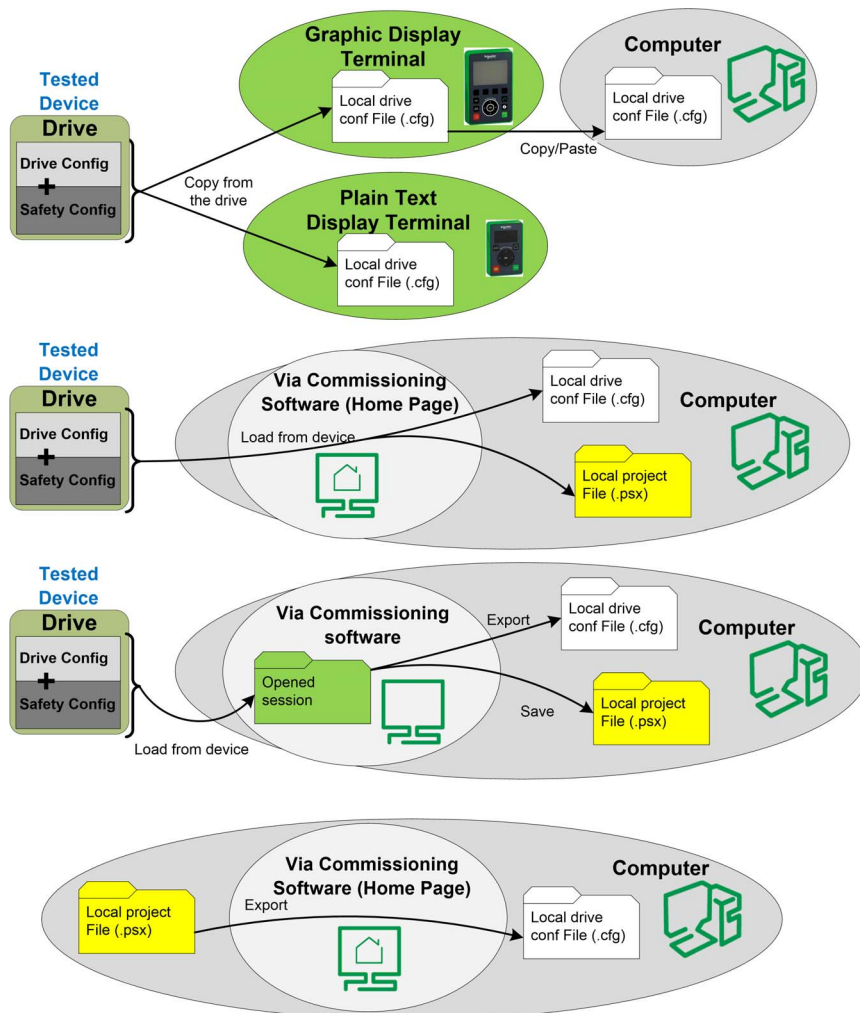 Graphic Display
Terminal
Local drive
conf File (.cfg)
Computer
Local drive
conf File (.cfg)
Copy/Paste
Tested
Device
Drive
Drive Config
+
Safety Config
Copy from
the drive
Plain Text
Display Terminal
Local drive
conf File (.cfg)
Tested
Device
Drive
Drive Config
+
Safety Config
Via Commissioning
Software (Home Page)
Load from device
Local drive
conf File (.cfg)
Computer
Local project
File (.psx)
Tested
Device
Drive
Drive Config
+
Safety Config
Load from device
Via Commissioning
software
Opened
session
Export
Save
Local drive
conf File (.cfg)
Computer
Local project
File (.psx)
Via Commissioning
Software (Home Page)
Computer
Local project
File (.psx)
Export
Local drive
conf File (.cfg)